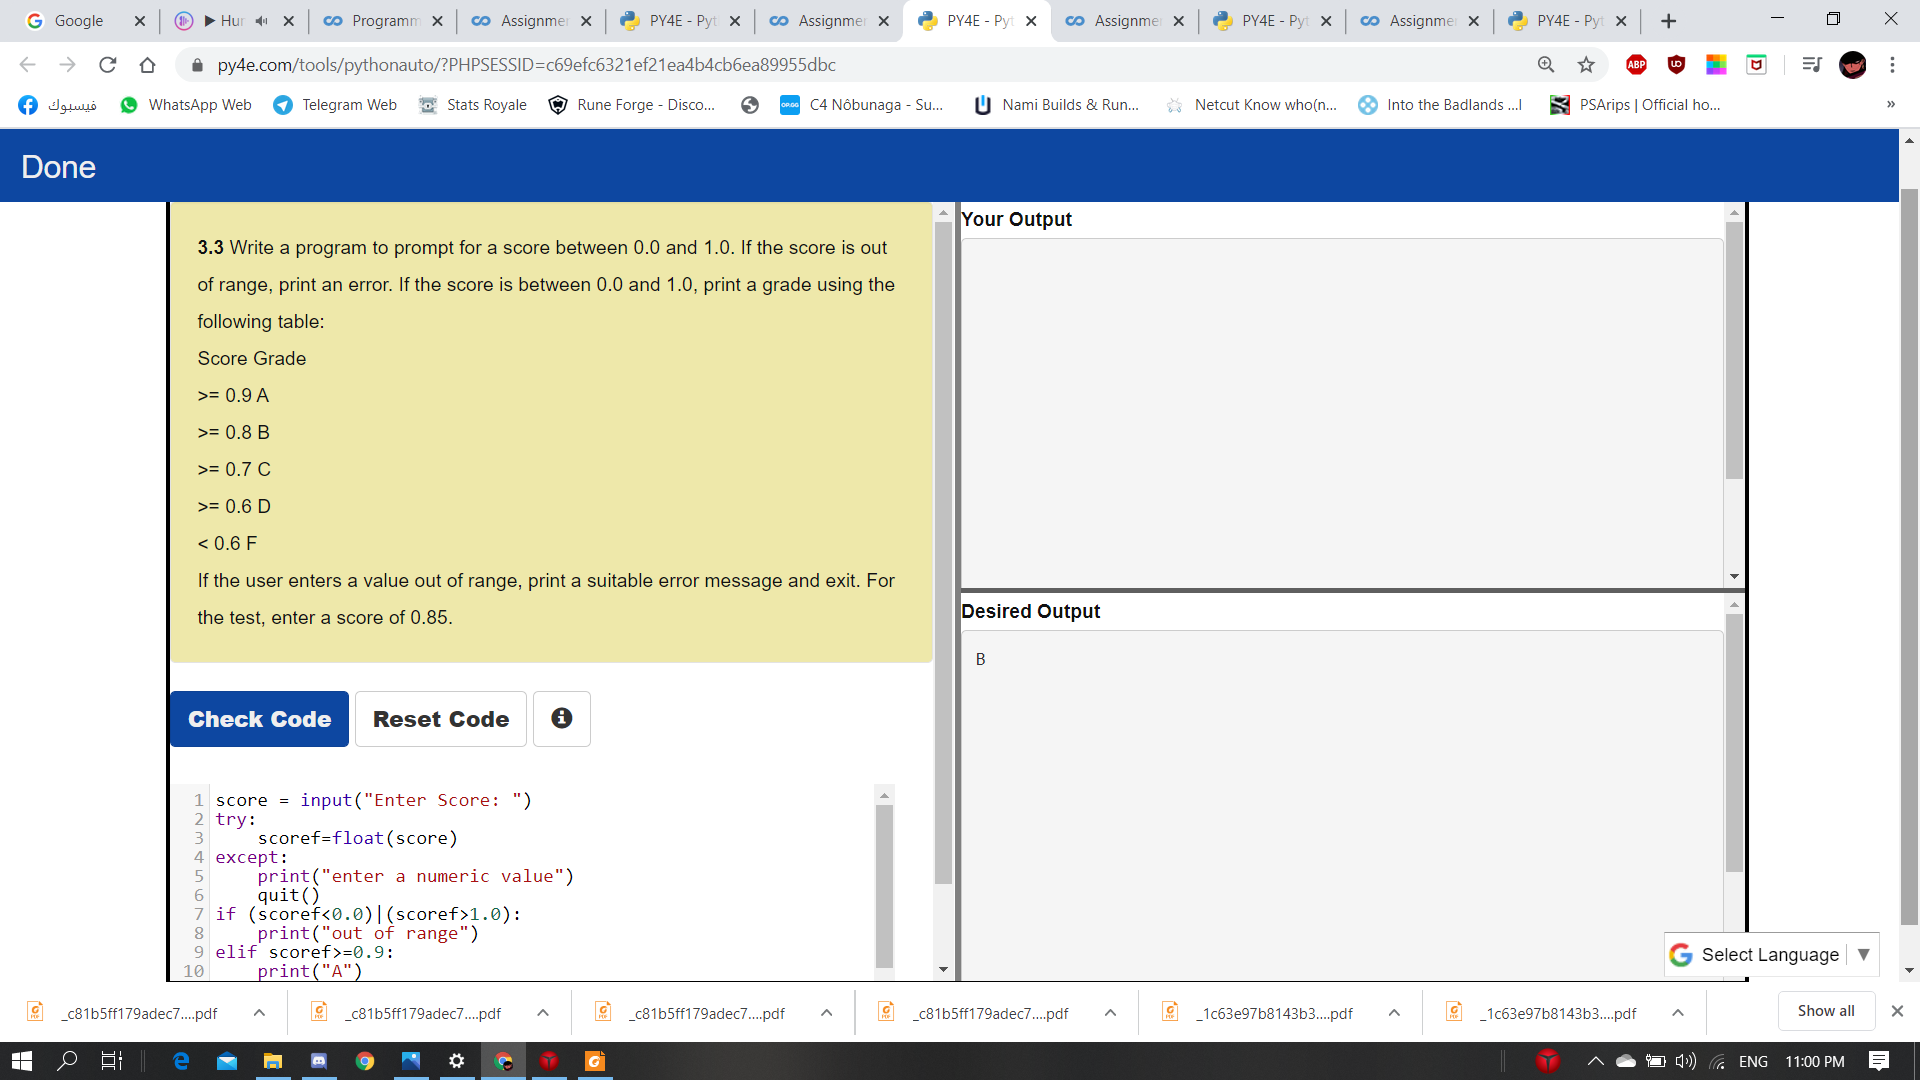 Google
Hur
Programm
Assignmer
PY4E - Pyt
Assignmer
PY4E - Pyt
Assignme
PY4E - Pyt
Assignme
PY4E - Pyt
py4e.com/tools/pythonauto/?PHPSESSID=c69efc6321ef21ea4b4cb6ea89955dbc
ABP
فيسبوك
WhatsApp Web
Telegram Web
Stats Royale
Rune Forge - Disco...
OP.GG
C4 Nôbunaga - Su...
Nami Builds & Run...
Netcut Know who(n...
Into the Badlands ...l
PSArips | Official ho...
»
Done
3.3 Write a program to prompt for a score between 0.0 and 1.0. If the score is out
of range, print an error. If the score is between 0.0 and 1.0, print a grade using the
following table:
Score Grade
>= 0.9 A
>= 0.8 B
>= 0.7 C
>= 0.6 D
< 0.6 F
If the user enters a value out of range, print a suitable error message and exit. For
the test, enter a score of 0.85.
Check Code
Reset Code
1 score = input("Enter Score: ")
2 try:
3     scoref=float(score)
4 except:
5     print("enter a numeric value")
6     quit()
7 if (scoref<0.0)|(scoref>1.0):
8     print("out of range")
9 elif scoref>=0.9:
10     print("A")
Your Output
Desired Output
B
Select Language
_c81b5ff179adec7....pdf
_c81b5ff179adec7....pdf
_c81b5ff179adec7....pdf
_c81b5ff179adec7....pdf
_1c63e97b8143b3....pdf
_1c63e97b8143b3....pdf
Show all
ENG
11:00 PM